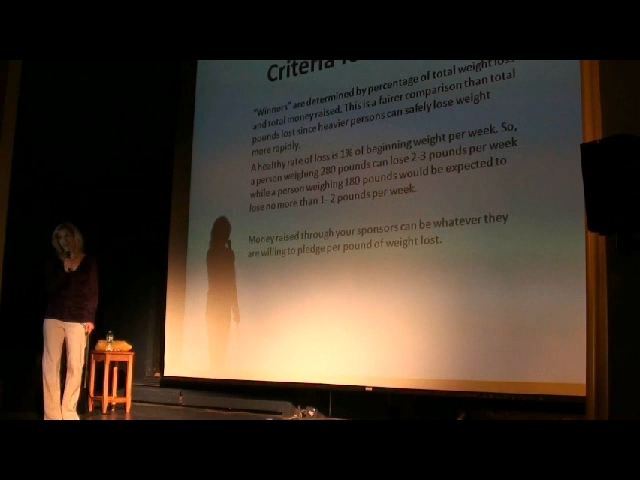 Criteria
"Winners" are determined by percentage of total weight loss
and total money raised. This is a fairer comparison than total
pounds lost since heavier persons can safely lose weight
more rapidly.
A healthy rate of loss is 1% of beginning weight per week. So,
a person weighing 280 pounds can lose 2-3 pounds per week
while a person weighing 180 pounds would be expected to
lose no more than 1- 2 pounds per week.
Money raised through your sponsors can be whatever they
are willing to pledge per pound of weight lost.